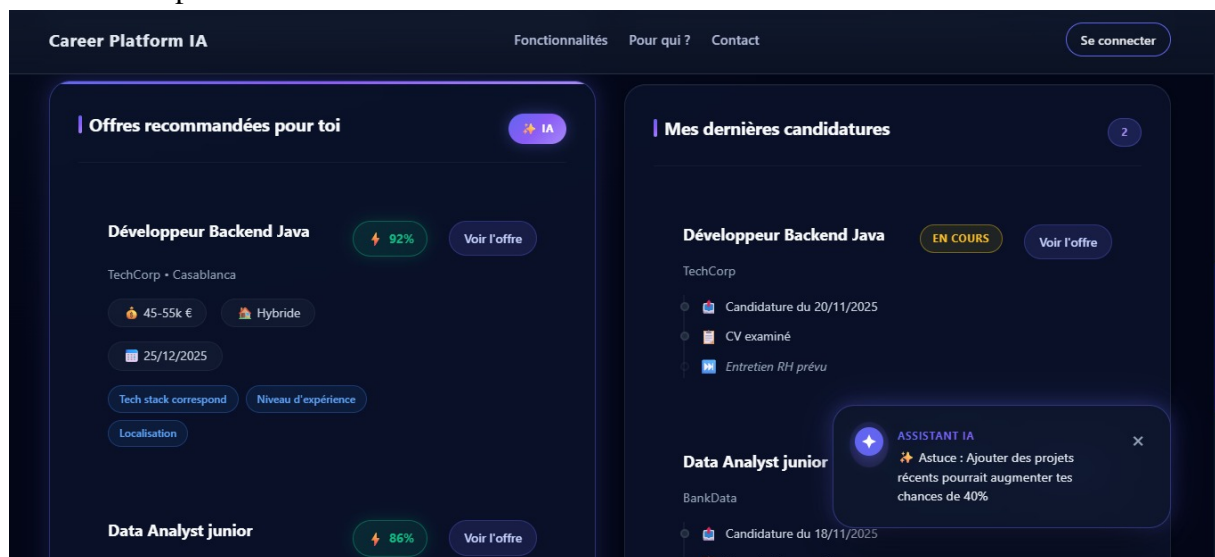 Career Platform IA
Fonctionnalités Pour qui ? Contact
Se connecter
Offres recommandées pour toi
✨ IA
Développeur Backend Java
⚡ 92%
Voir l'offre
TechCorp • Casablanca
💰 45-55k €
🏠 Hybride
📅 25/12/2025
Tech stack correspond
Niveau d'expérience
Localisation
Data Analyst junior
⚡ 86%
Voir l'offre
Mes dernières candidatures
2
Développeur Backend Java
EN COURS
Voir l'offre
TechCorp
📩 Candidature du 20/11/2025
📋 CV examiné
⏭ Entretien RH prévu
Data Analyst junior
BankData
📩 Candidature du 18/11/2025
ASSISTANT IA
✕
✨ Astuce : Ajouter des projets
récents pourrait augmenter tes
chances de 40%